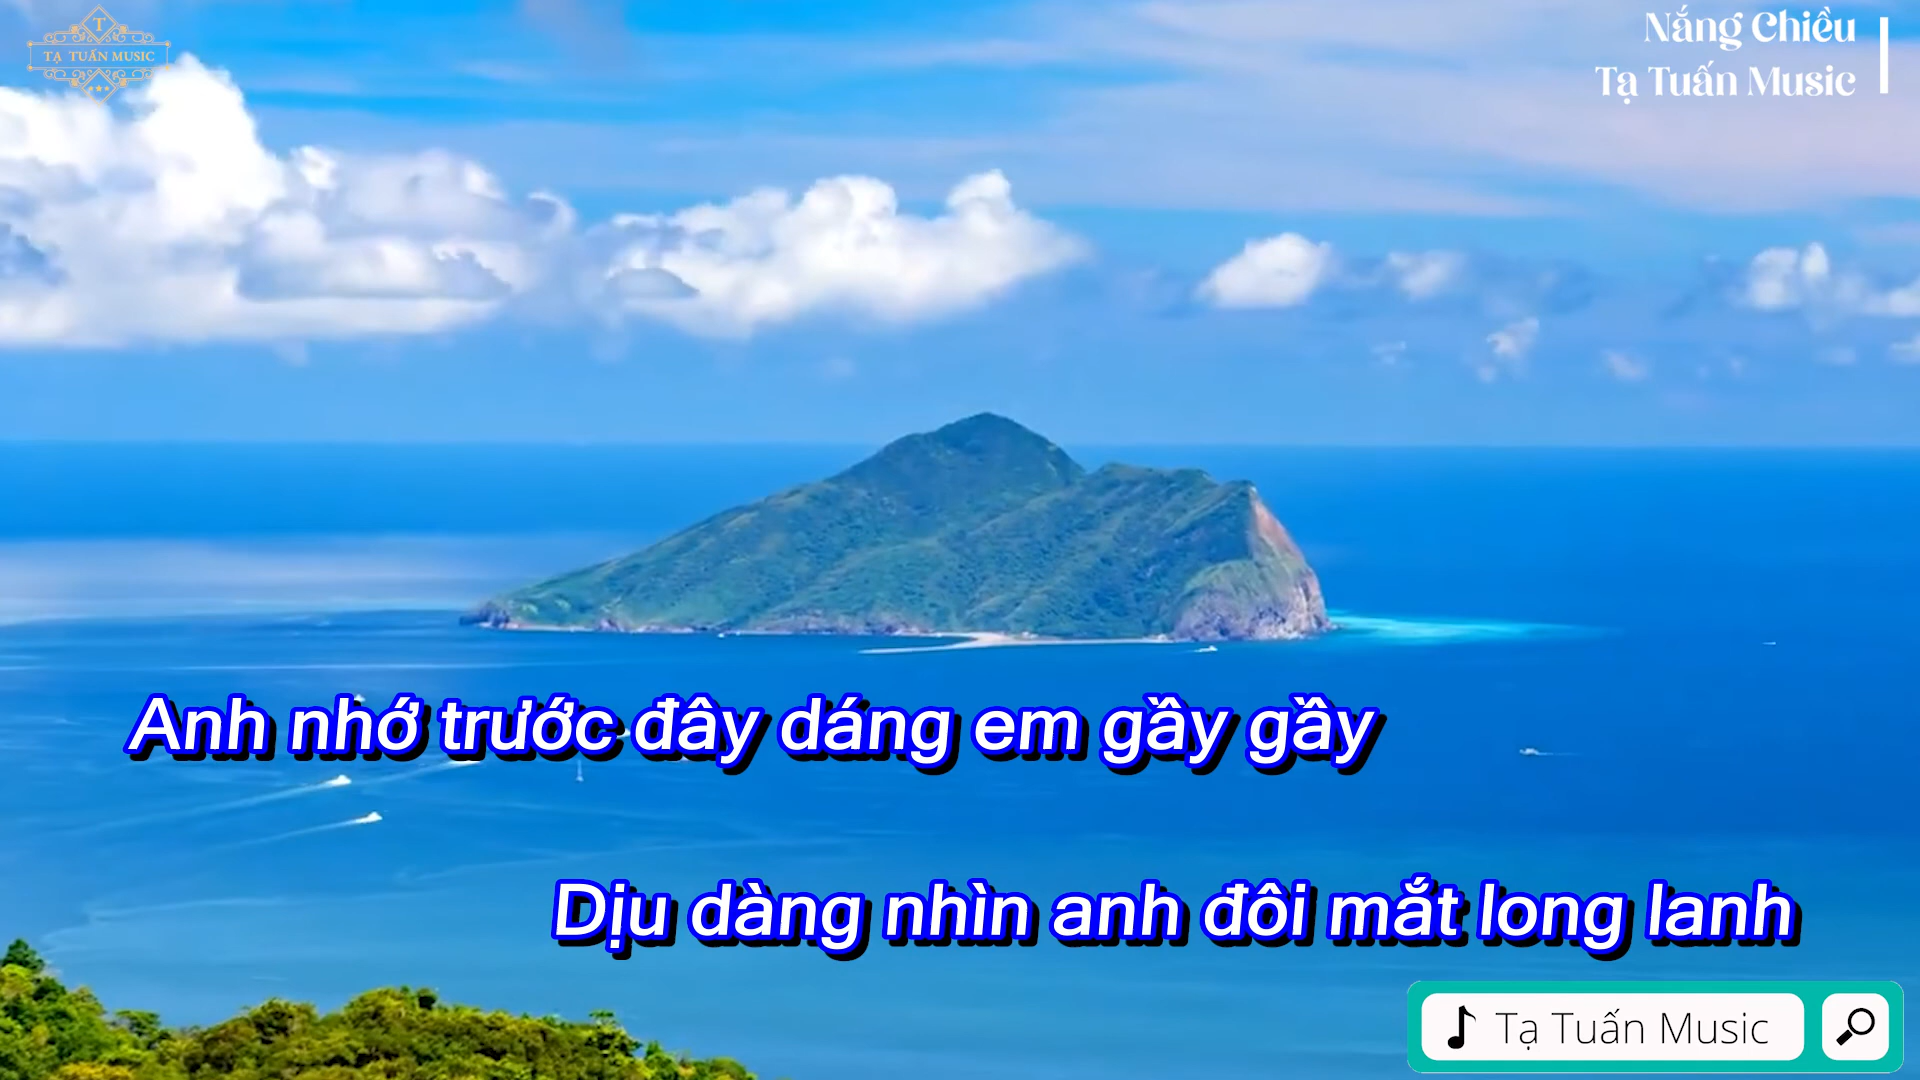 T
TẠ TUẤN MUSIC
Nắng Chiều
Tạ Tuấn Music
Anh nhớ trước đây dáng em gầy gầy
Dịu dàng nhìn anh đôi mắt long lanh
Tạ Tuấn Music